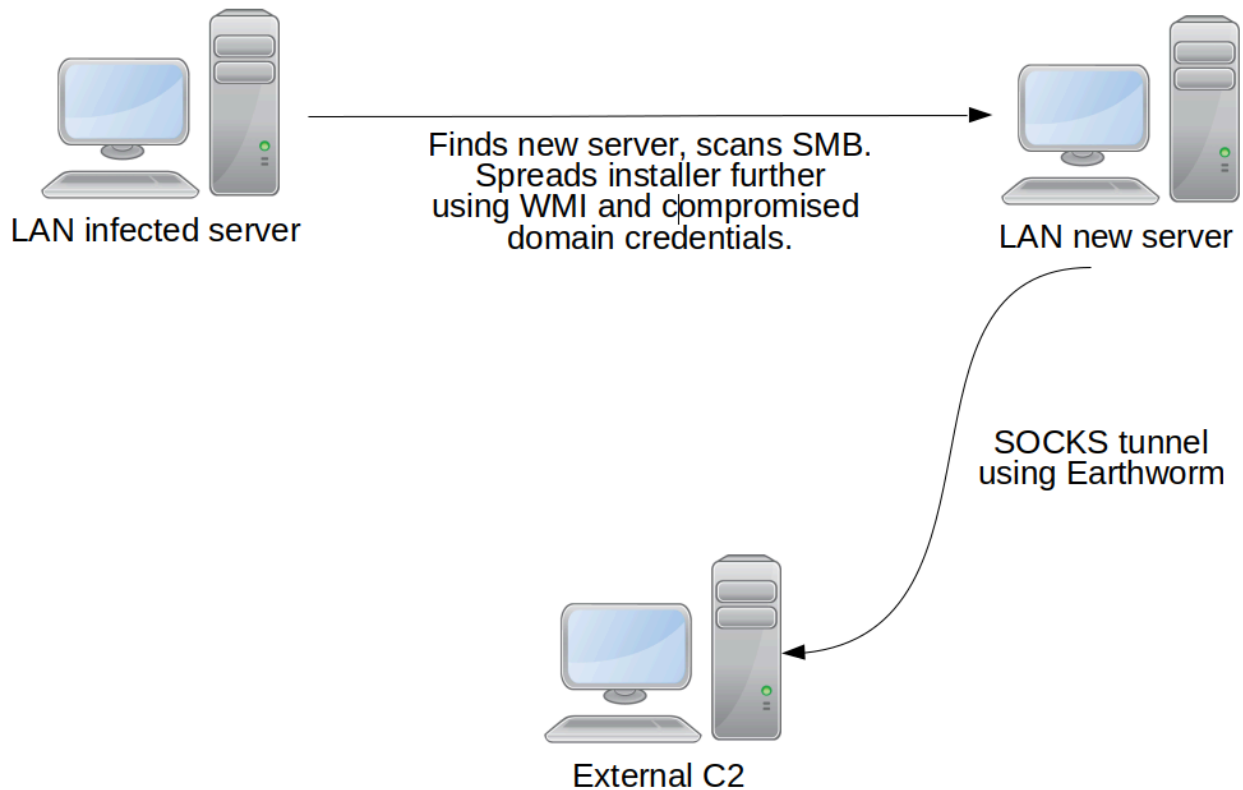 Finds new server, scans SMB.
Spreads installer further
using WMI and compromised
domain credentials.
LAN infected server
LAN new server
SOCKS tunnel
using Earthworm
External C2